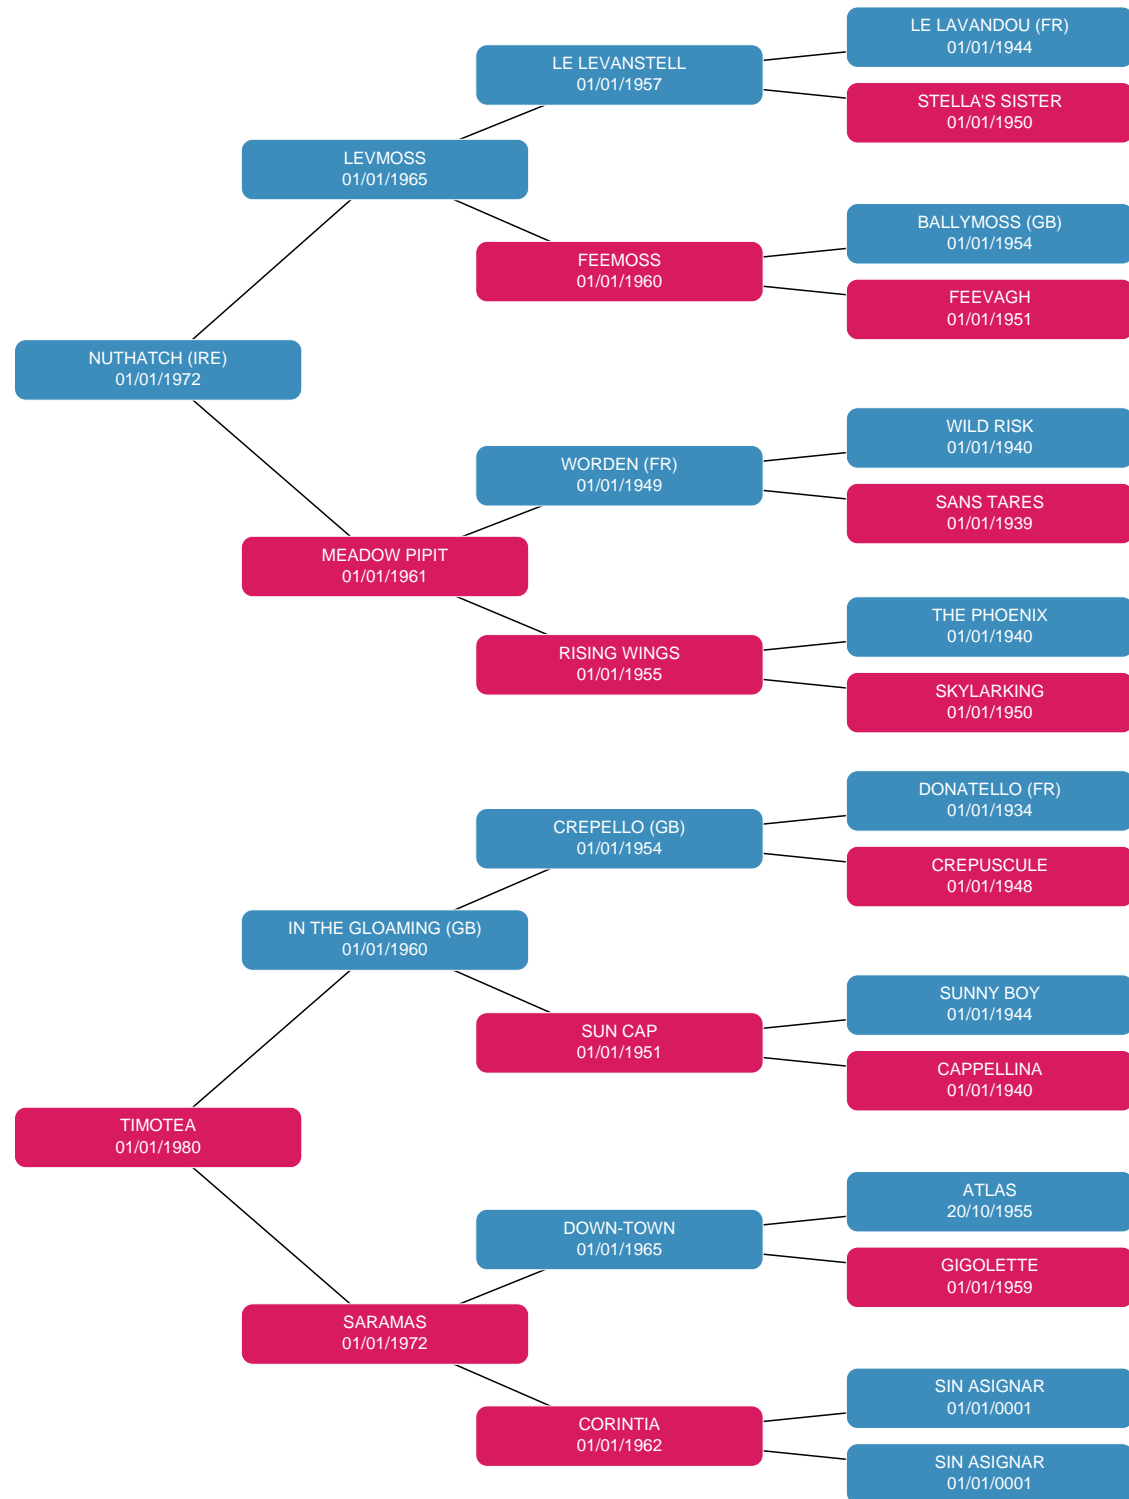 LE LAVANDOU (FR)
01/01/1944
LE LEVANSTELL
01/01/1957
STELLA'S SISTER
01/01/1950
LEVMOSS
01/01/1965
BALLYMOSS (GB)
01/01/1954
FEEMOSS
01/01/1960
FEEVAGH
01/01/1951
NUTHATCH (IRE)
01/01/1972
WILD RISK
01/01/1940
WORDEN (FR)
01/01/1949
SANS TARES
01/01/1939
MEADOW PIPIT
01/01/1961
THE PHOENIX
01/01/1940
RISING WINGS
01/01/1955
SKYLARKING
01/01/1950
DONATELLO (FR)
01/01/1934
CREPELLO (GB)
01/01/1954
CREPUSCULE
01/01/1948
IN THE GLOAMING (GB)
01/01/1960
SUNNY BOY
01/01/1944
SUN CAP
01/01/1951
CAPPELLINA
01/01/1940
TIMOTEA
01/01/1980
ATLAS
20/10/1955
DOWN-TOWN
01/01/1965
GIGOLETTE
01/01/1959
SARAMAS
01/01/1972
SIN ASIGNAR
01/01/0001
CORINTIA
01/01/1962
SIN ASIGNAR
01/01/0001